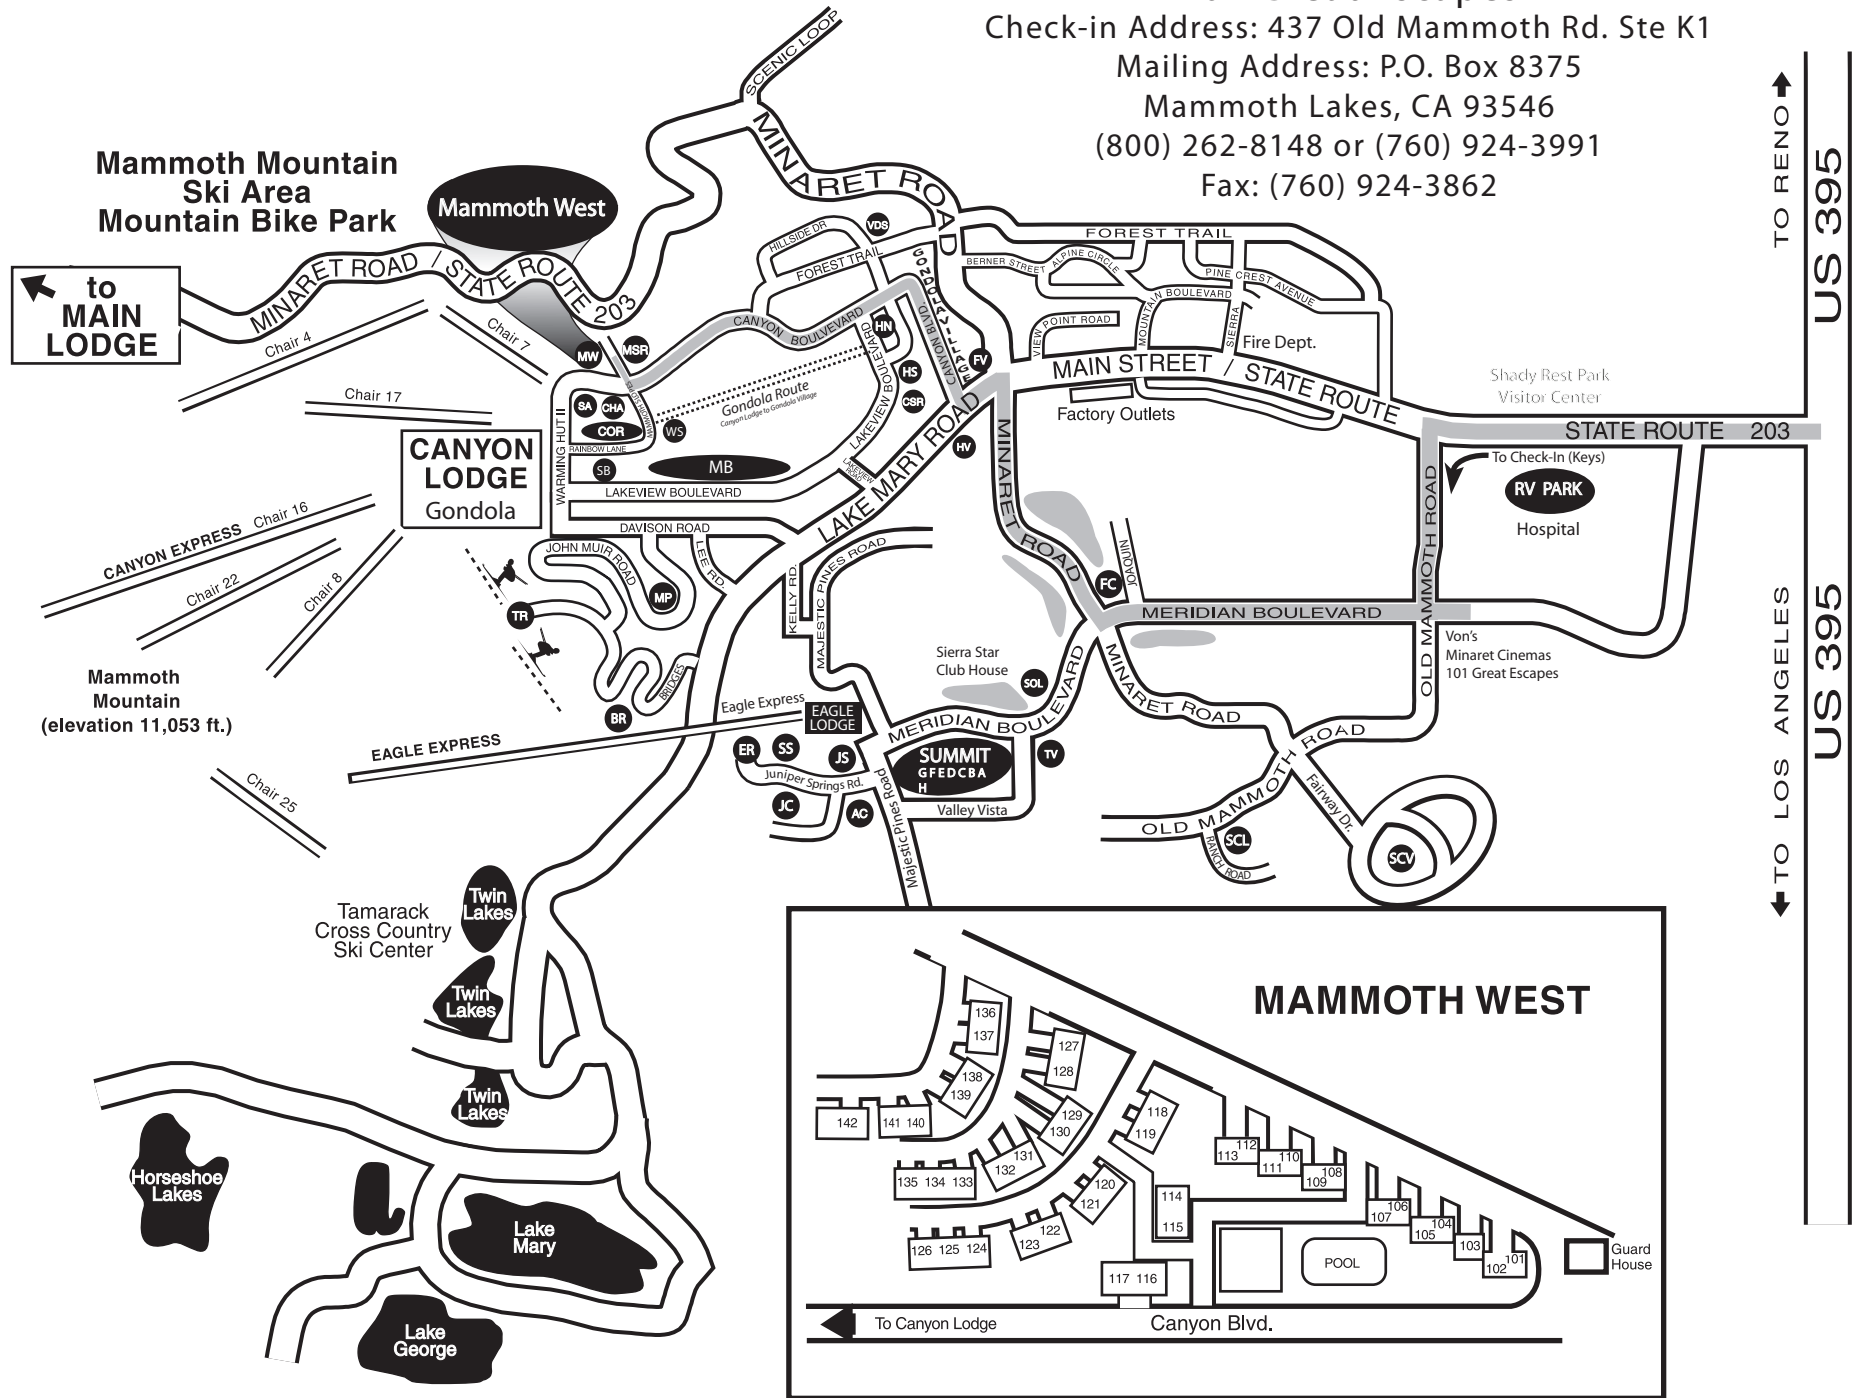 Check-in Address: 437 Old Mammoth Rd. Ste K1
Mailing Address: P.O. Box 8375
Mammoth Lakes, CA 93546
(800) 262-8148 or (760) 924-3991
Fax: (760) 924-3862
SCENIC LOOP
MINARET ROAD
TO RENO
US 395
Mammoth Mountain
Ski Area
Mountain Bike Park
Mammoth West
to
MAIN
LODGE
MINARET ROAD / STATE ROUTE 203
Chair 4
Chair 7
Chair 17
HILLSIDE DR
VDS
FOREST TRAIL
FOREST TRAIL
BERNER STREET
ALPINE CIRCLE
PINE CREST AVENUE
MOUNTAIN BOULEVARD
SIERRA
VIEW POINT ROAD
Fire Dept.
GONDOLA VILLAGE
CANYON BLVD.
CANYON BOULVEVARD
HN
MW
MSR
HS
FV
CSR
SA
CHA
COR
WS
Gondola Route
Canyon Lodge to Gondola Village
LAKEVIEW BOULEVARD
MAIN STREET / STATE ROUTE
Factory Outlets
Shady Rest Park
Visitor Center
STATE ROUTE 203
To Check-In (Keys)
RV PARK
Hospital
CANYON
LODGE
Gondola
WARMING HUT II
RAINBOW LANE
SB
MB
LAKEVIEW ROAD
LAKEVIEW BOULEVARD
LAKE MARY ROAD
HV
MINARET ROAD
OLD MAMMOTH ROAD
DAVISON ROAD
JOHN MUIR ROAD
LEE RD.
MP
TR
KELLY RD.
MAJESTIC PINES ROAD
FC
JOAQUIN
MERIDIAN BOULEVARD
Von's
Minaret Cinemas
101 Great Escapes
TO LOS ANGELES
US 395
CANYON EXPRESS Chair 16
Chair 22
Chair 8
Mammoth
Mountain
(elevation 11,053 ft.)
BRIDGES
BR
Sierra Star
Club House
SOL
Eagle Express
EAGLE
LODGE
EAGLE EXPRESS
MERIDIAN BOULEVARD
MINARET ROAD
ER
SS
JS
SUMMIT
GFEDCBA
H
TV
Juniper Springs Rd.
JC
AC
Majestic Pines Road
Valley Vista
OLD MAMMOTH ROAD
Fairway Dr.
RANCH ROAD
SCL
SCV
Chair 25
Twin
Lakes
Tamarack
Cross Country
Ski Center
Twin
Lakes
Twin
Lakes
Horseshoe
Lakes
Lake
Mary
Lake
George
MAMMOTH WEST
136
137
127
128
138
139
142
141 140
129
130
118
119
131
132
112
113
110
111
108
109
135 134 133
120
121
114
115
106
107
104
105
103
101
102
122
123
126 125 124
117 116
POOL
Guard
House
To Canyon Lodge
Canyon Blvd.